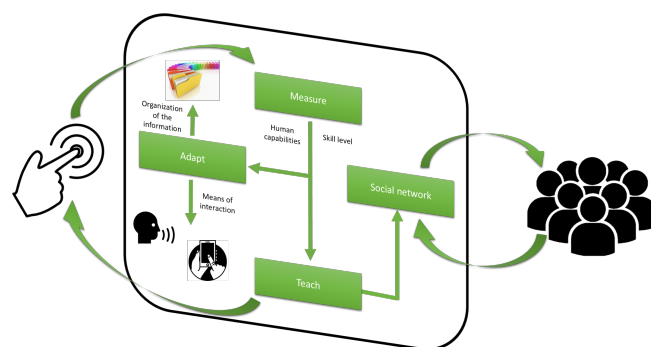 Measure
Organization
of the
information
Human
capabilities
Skill level
Adapt
Social network
Means of
interaction
Teach